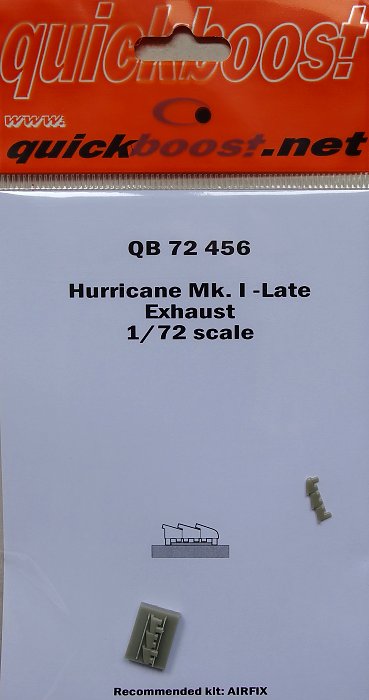 quickboost
www.
quickboost.net
QB 72 456
Hurricane Mk. I -Late
Exhaust
1/72 scale
Recommended kit: AIRFIX